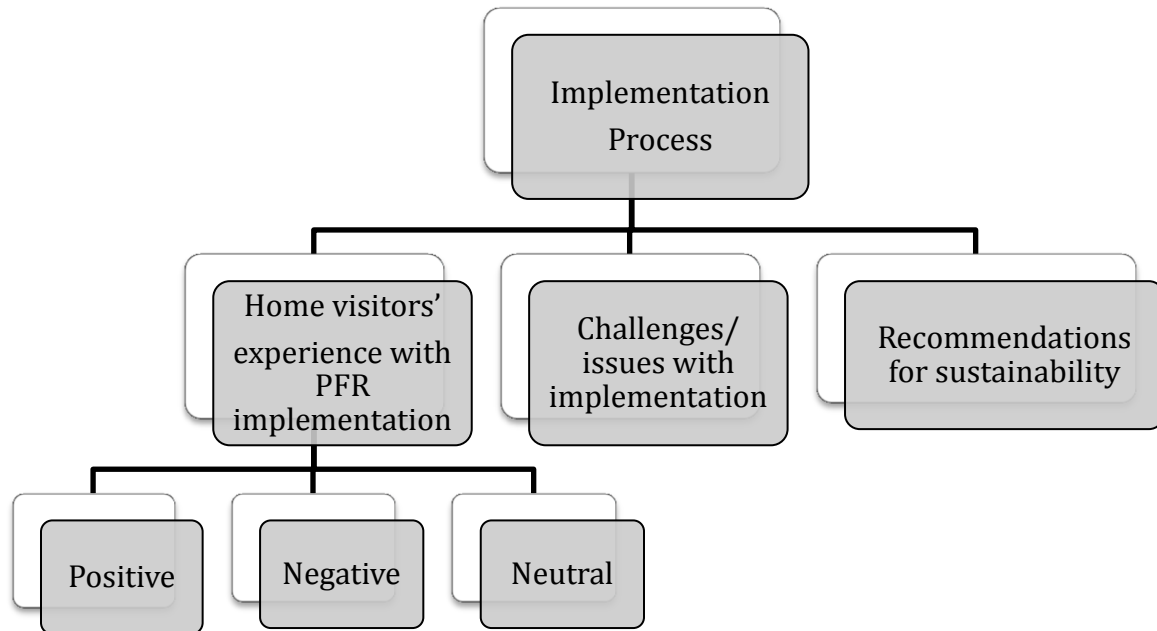 Implementation
Process
Home visitors’
experience with
PFR
implementation
Challenges/
issues with
implementation
Recommendations
for sustainability
Positive
Negative
Neutral